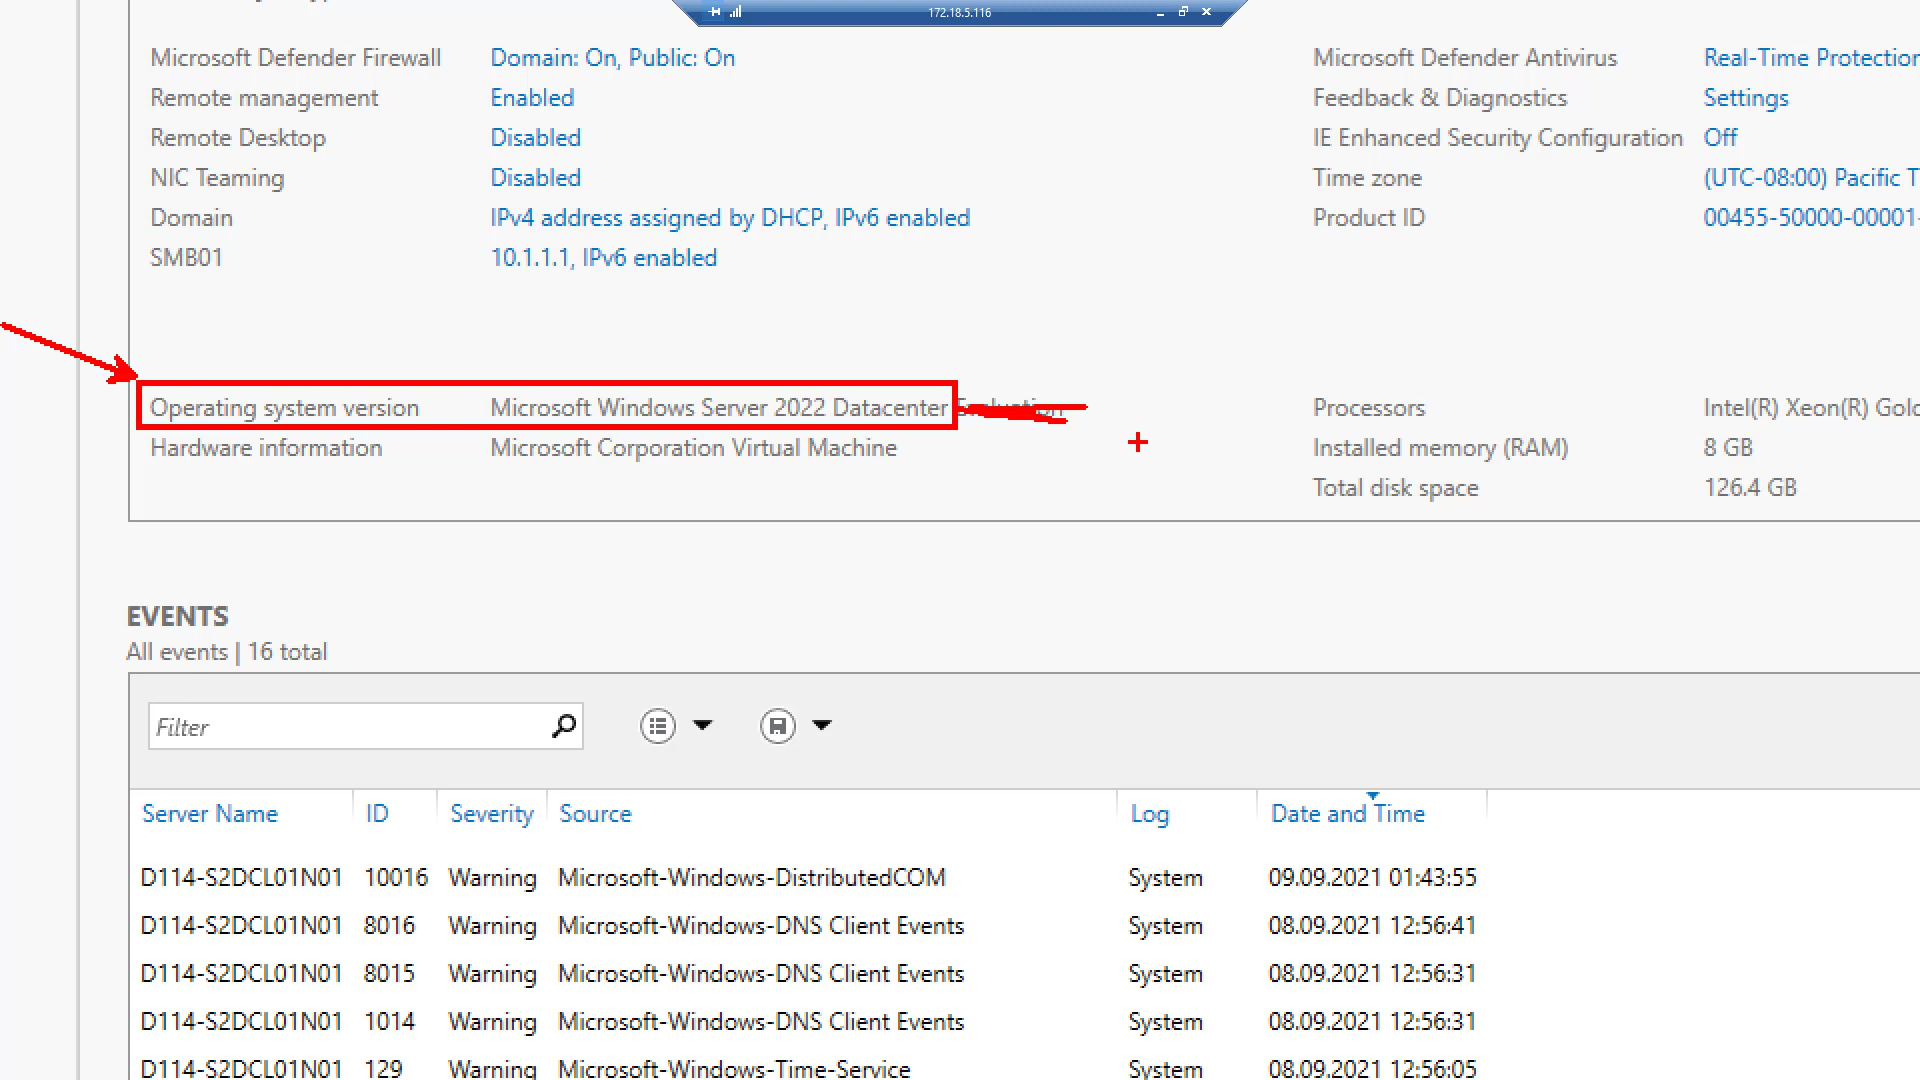 172.18.5.116
Microsoft Defender Firewall Domain: On, Public: On Microsoft Defender Antivirus Real-Time Protection
Remote management Enabled Feedback & Diagnostics Settings
Remote Desktop Disabled IE Enhanced Security Configuration Off
NIC Teaming Disabled Time zone (UTC-08:00) Pacific T
Domain IPv4 address assigned by DHCP, IPv6 enabled Product ID 00455-50000-00001-
SMB01 10.1.1.1, IPv6 enabled
Operating system version Microsoft Windows Server 2022 Datacenter Evaluation Processors Intel(R) Xeon(R) Gold
Hardware information Microsoft Corporation Virtual Machine Installed memory (RAM) 8 GB
Total disk space 126.4 GB
EVENTS
All events | 16 total
Filter
Server Name ID Severity Source Log Date and Time
D114-S2DCL01N01 10016 Warning Microsoft-Windows-DistributedCOM System 09.09.2021 01:43:55
D114-S2DCL01N01 8016 Warning Microsoft-Windows-DNS Client Events System 08.09.2021 12:56:41
D114-S2DCL01N01 8015 Warning Microsoft-Windows-DNS Client Events System 08.09.2021 12:56:31
D114-S2DCL01N01 1014 Warning Microsoft-Windows-DNS Client Events System 08.09.2021 12:56:31
D114-S2DCL01N01 129 Warning Microsoft-Windows-Time-Service System 08.09.2021 12:56:05